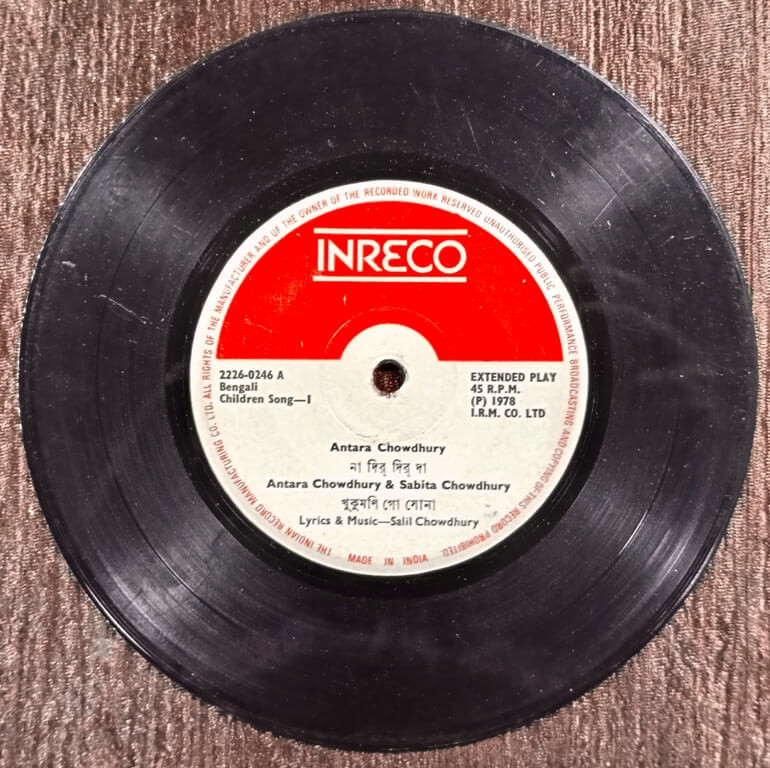 INRECO
2226-0246 A
Bengali
Children Song—I
EXTENDED PLAY
45 R.P.M.
(P) 1978
I.R.M. CO. LTD
Antara Chowdhury
না দির্ দির্ দা
Antara Chowdhury & Sabita Chowdhury
খুকুমণি গো সোনা
Lyrics & Music—Salil Chowdhury
THE INDIAN RECORD MANUFACTURING CO. LTD. ALL RIGHTS OF THE MANUFACTURER AND OF THE OWNER OF THE RECORDED WORK RESERVED UNAUTHORISED PUBLIC PERFORMANCE BROADCASTING AND COPYING OF THIS RECORD PROHIBITED.
MADE IN INDIA